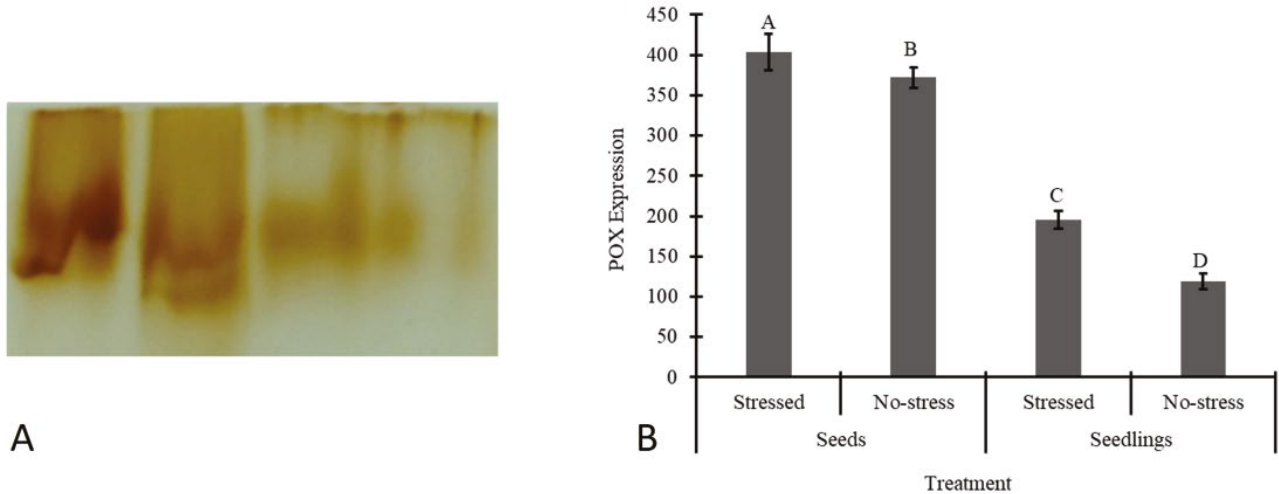 A
450
400
350
300
250
200
150
100
50
0
POX Expression
A
B
C
D
Stressed
No-stress
Stressed
No-stress
Seeds
Seedlings
Treatment
B